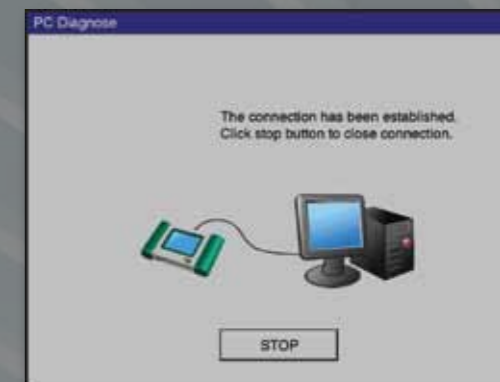 PC Diagnose
The connection has been established.
Click stop button to close connection.
STOP